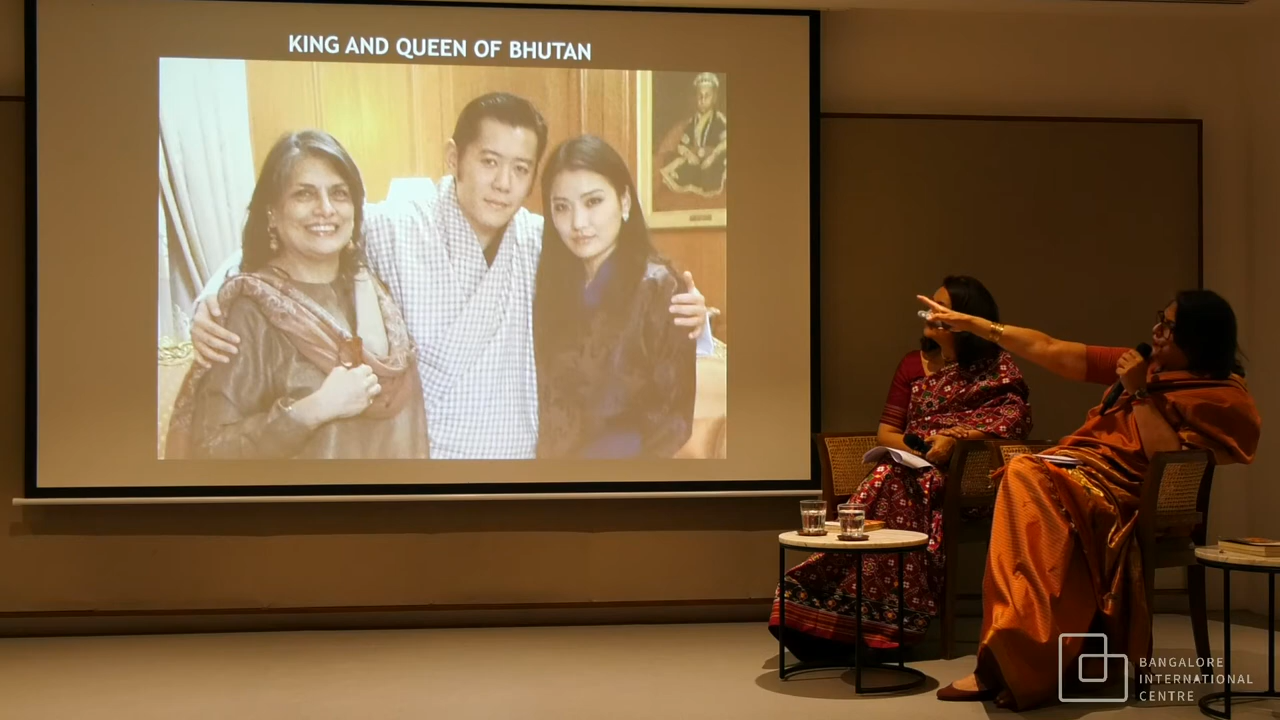 KING AND QUEEN OF BHUTAN
BANGALORE
INTERNATIONAL
CENTRE